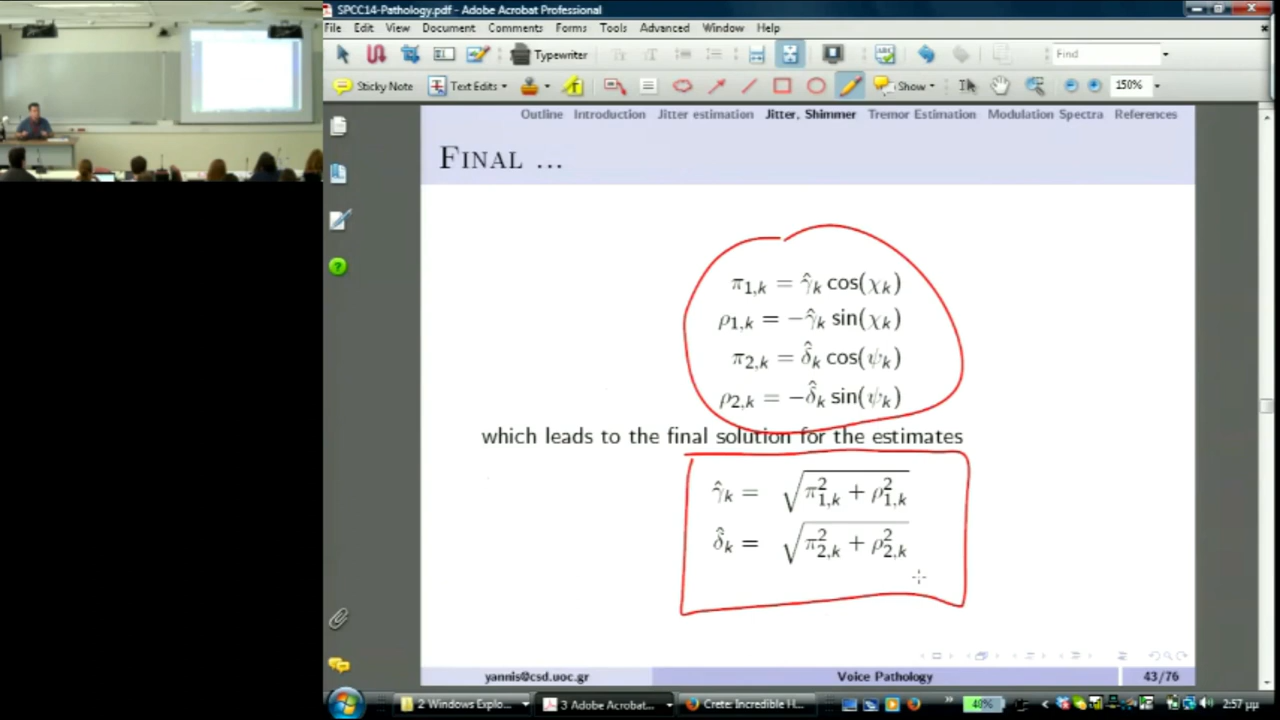 SPCC14-Pathology.pdf - Adobe Acrobat Professional
File Edit View Document Comments Forms Tools Advanced Window Help
Typewriter
Find
Sticky Note
Text Edits
Show
150%
Outline Introduction Jitter estimation Jitter, Shimmer Tremor Estimation Modulation Spectra References
FINAL ...
π1,k = γ̂k cos(χk)
ρ1,k = −γ̂k sin(χk)
π2,k = δ̂k cos(ψk)
ρ2,k = −δ̂k sin(ψk)
which leads to the final solution for the estimates
γ̂k = √(π²1,k + ρ²1,k)
δ̂k = √(π²2,k + ρ²2,k)
yannis@csd.uoc.gr Voice Pathology 43/76
2 Windows Explo...
3 Adobe Acrobat...
Crete: Incredible H...
40%
2:57 μμ